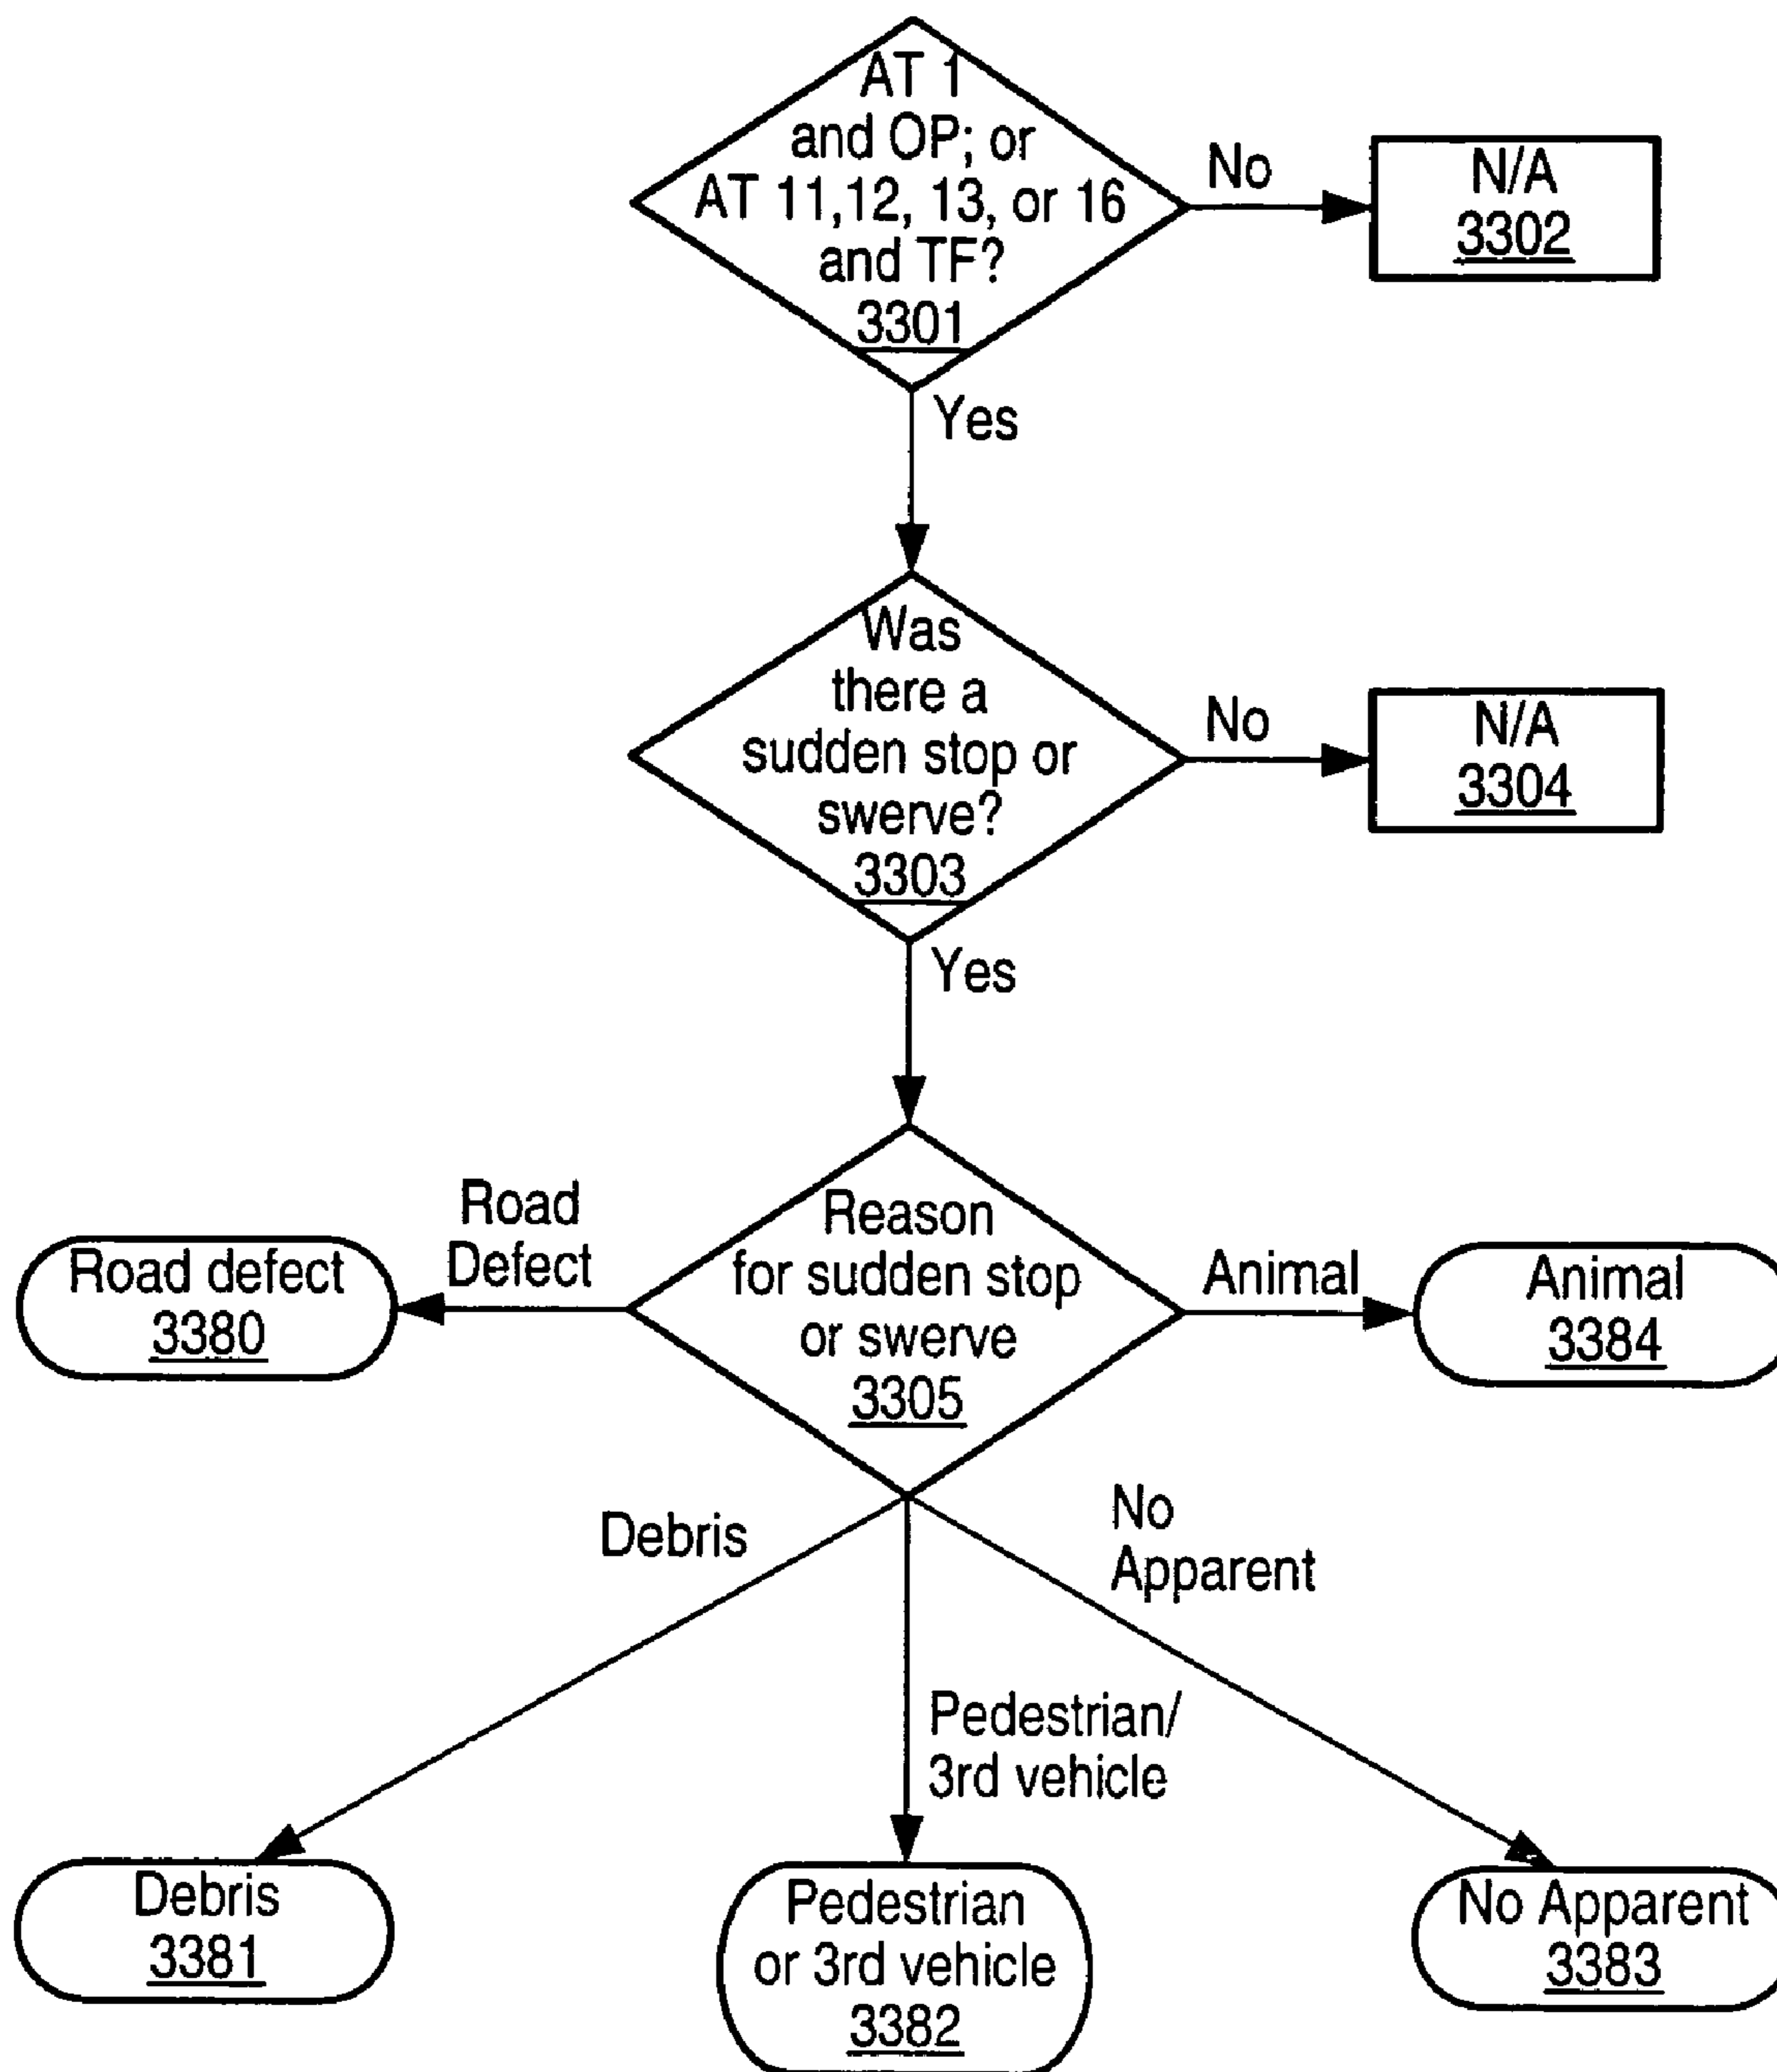 AT 1
and OP; or
AT 11,12, 13, or 16
and TF?
3301
No
N/A
3302
Yes
Was
there a
sudden stop or
swerve?
3303
No
N/A
3304
Yes
Reason
for sudden stop
or swerve
3305
Road
Defect
Road defect
3380
Animal
Animal
3384
Debris
No
Apparent
Pedestrian/
3rd vehicle
Debris
3381
Pedestrian
or 3rd vehicle
3382
No Apparent
3383